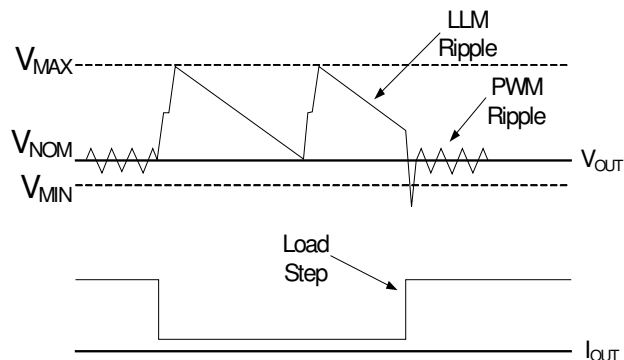 LLM
Ripple
VMAX
PWM
Ripple
VNOM
VOUT
VMIN
Load
Step
IOUT